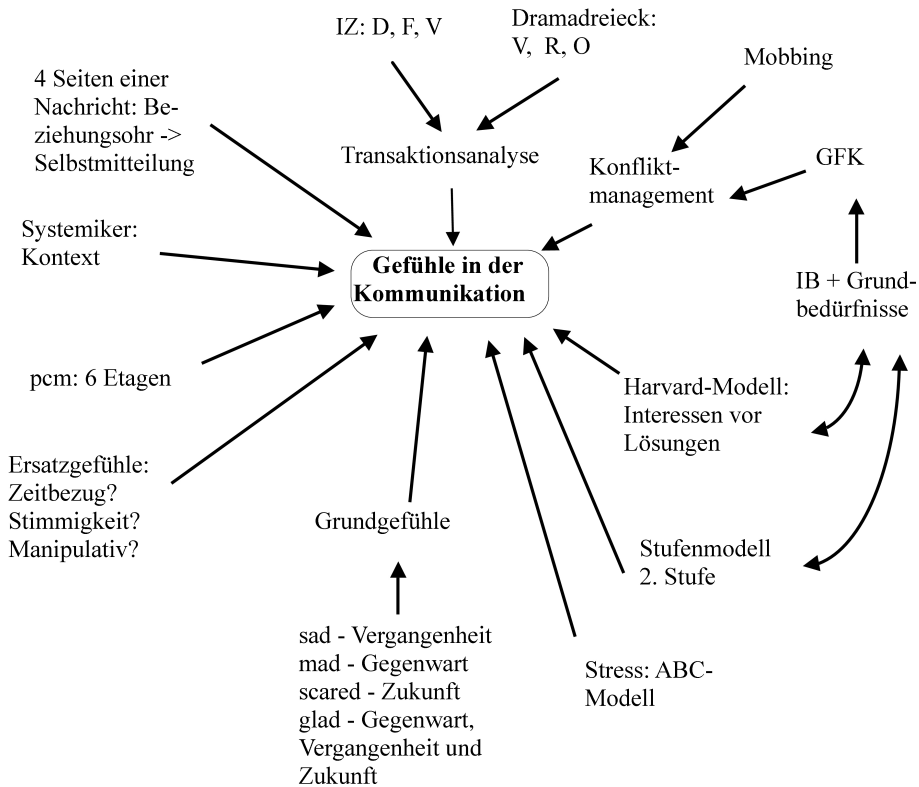 IZ: D, F, V
Dramadreieck:
V,  R, O
Mobbing
4 Seiten einer
Nachricht: Be-
ziehungsohr ->
Selbstmitteilung
Transaktionsanalyse
Konflikt-
management
GFK
Systemiker:
Kontext
Gefühle in der
Kommunikation
IB + Grund-
bedürfnisse
pcm: 6 Etagen
Harvard-Modell:
Interessen vor
Lösungen
Ersatzgefühle:
Zeitbezug?
Stimmigkeit?
Manipulativ?
Grundgefühle
Stufenmodell
2. Stufe
sad - Vergangenheit
mad - Gegenwart
scared - Zukunft
glad - Gegenwart,
Vergangenheit und
Zukunft
Stress: ABC-
Modell